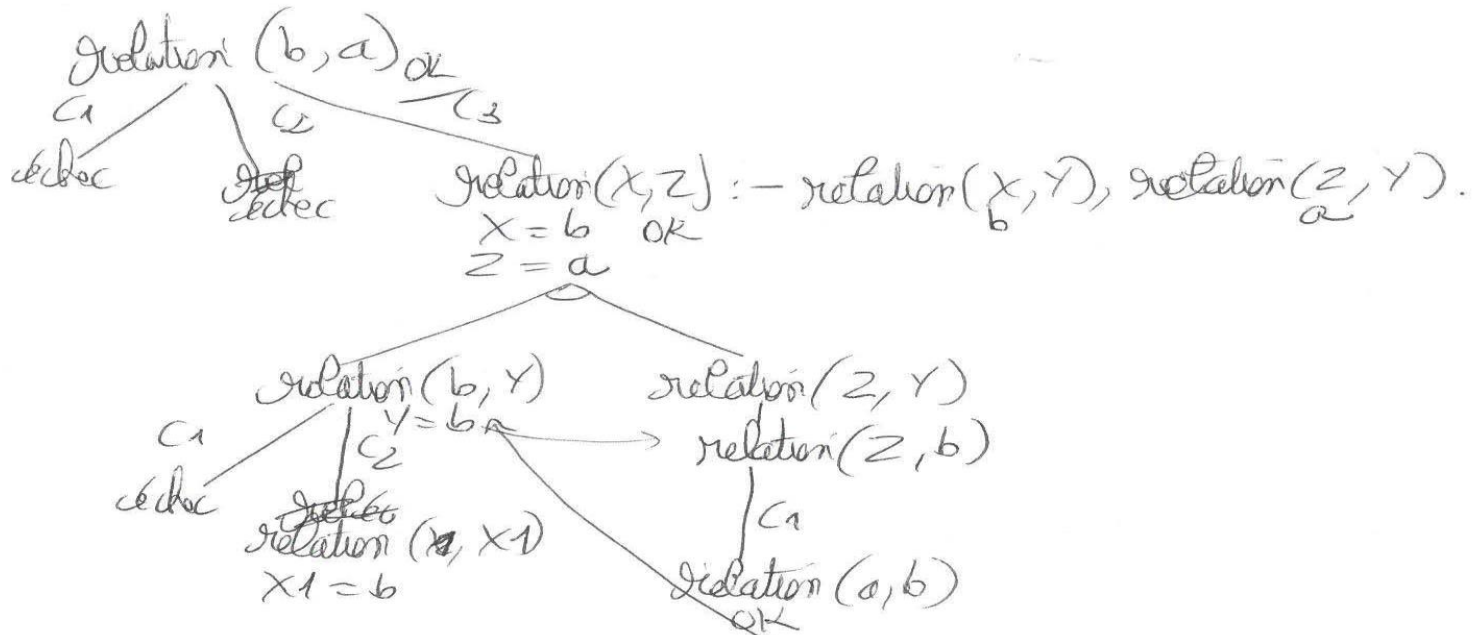 relation (b, a) OK
C1 C2 C3
échec
échec
relation(X, Z) :- relation(X, Y), relation(Z, Y).
b a
X = b OK
Z = a
relation (b, Y) relation (Z, Y)
Y = b
C1 C2 relation (Z, b)
échec
relation (, X1) C1
X1 = b relation (a, b)
OK